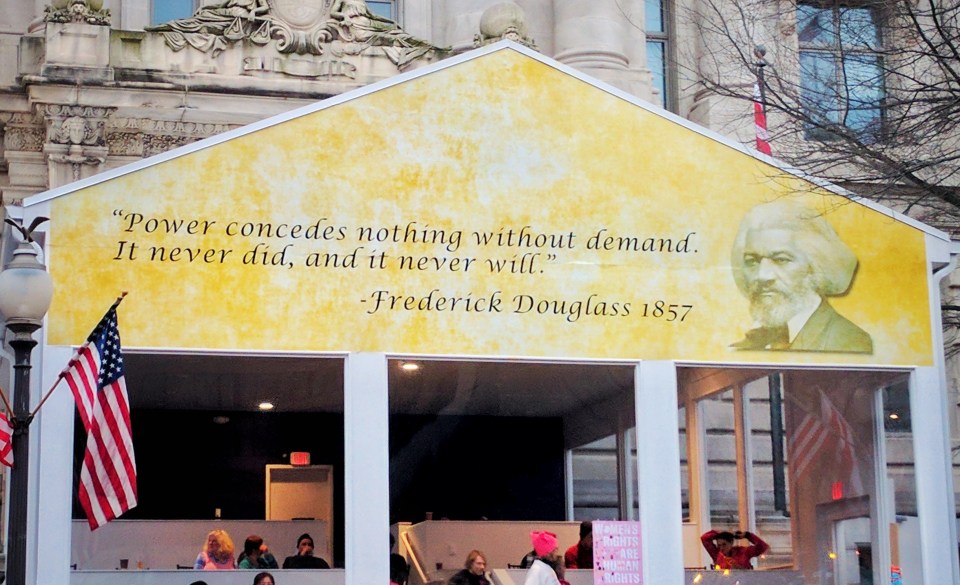 “Power concedes nothing without demand.
It never did, and it never will.”
-Frederick Douglass 1857
WOMEN'S
RIGHTS
ARE
HUMAN
RIGHTS